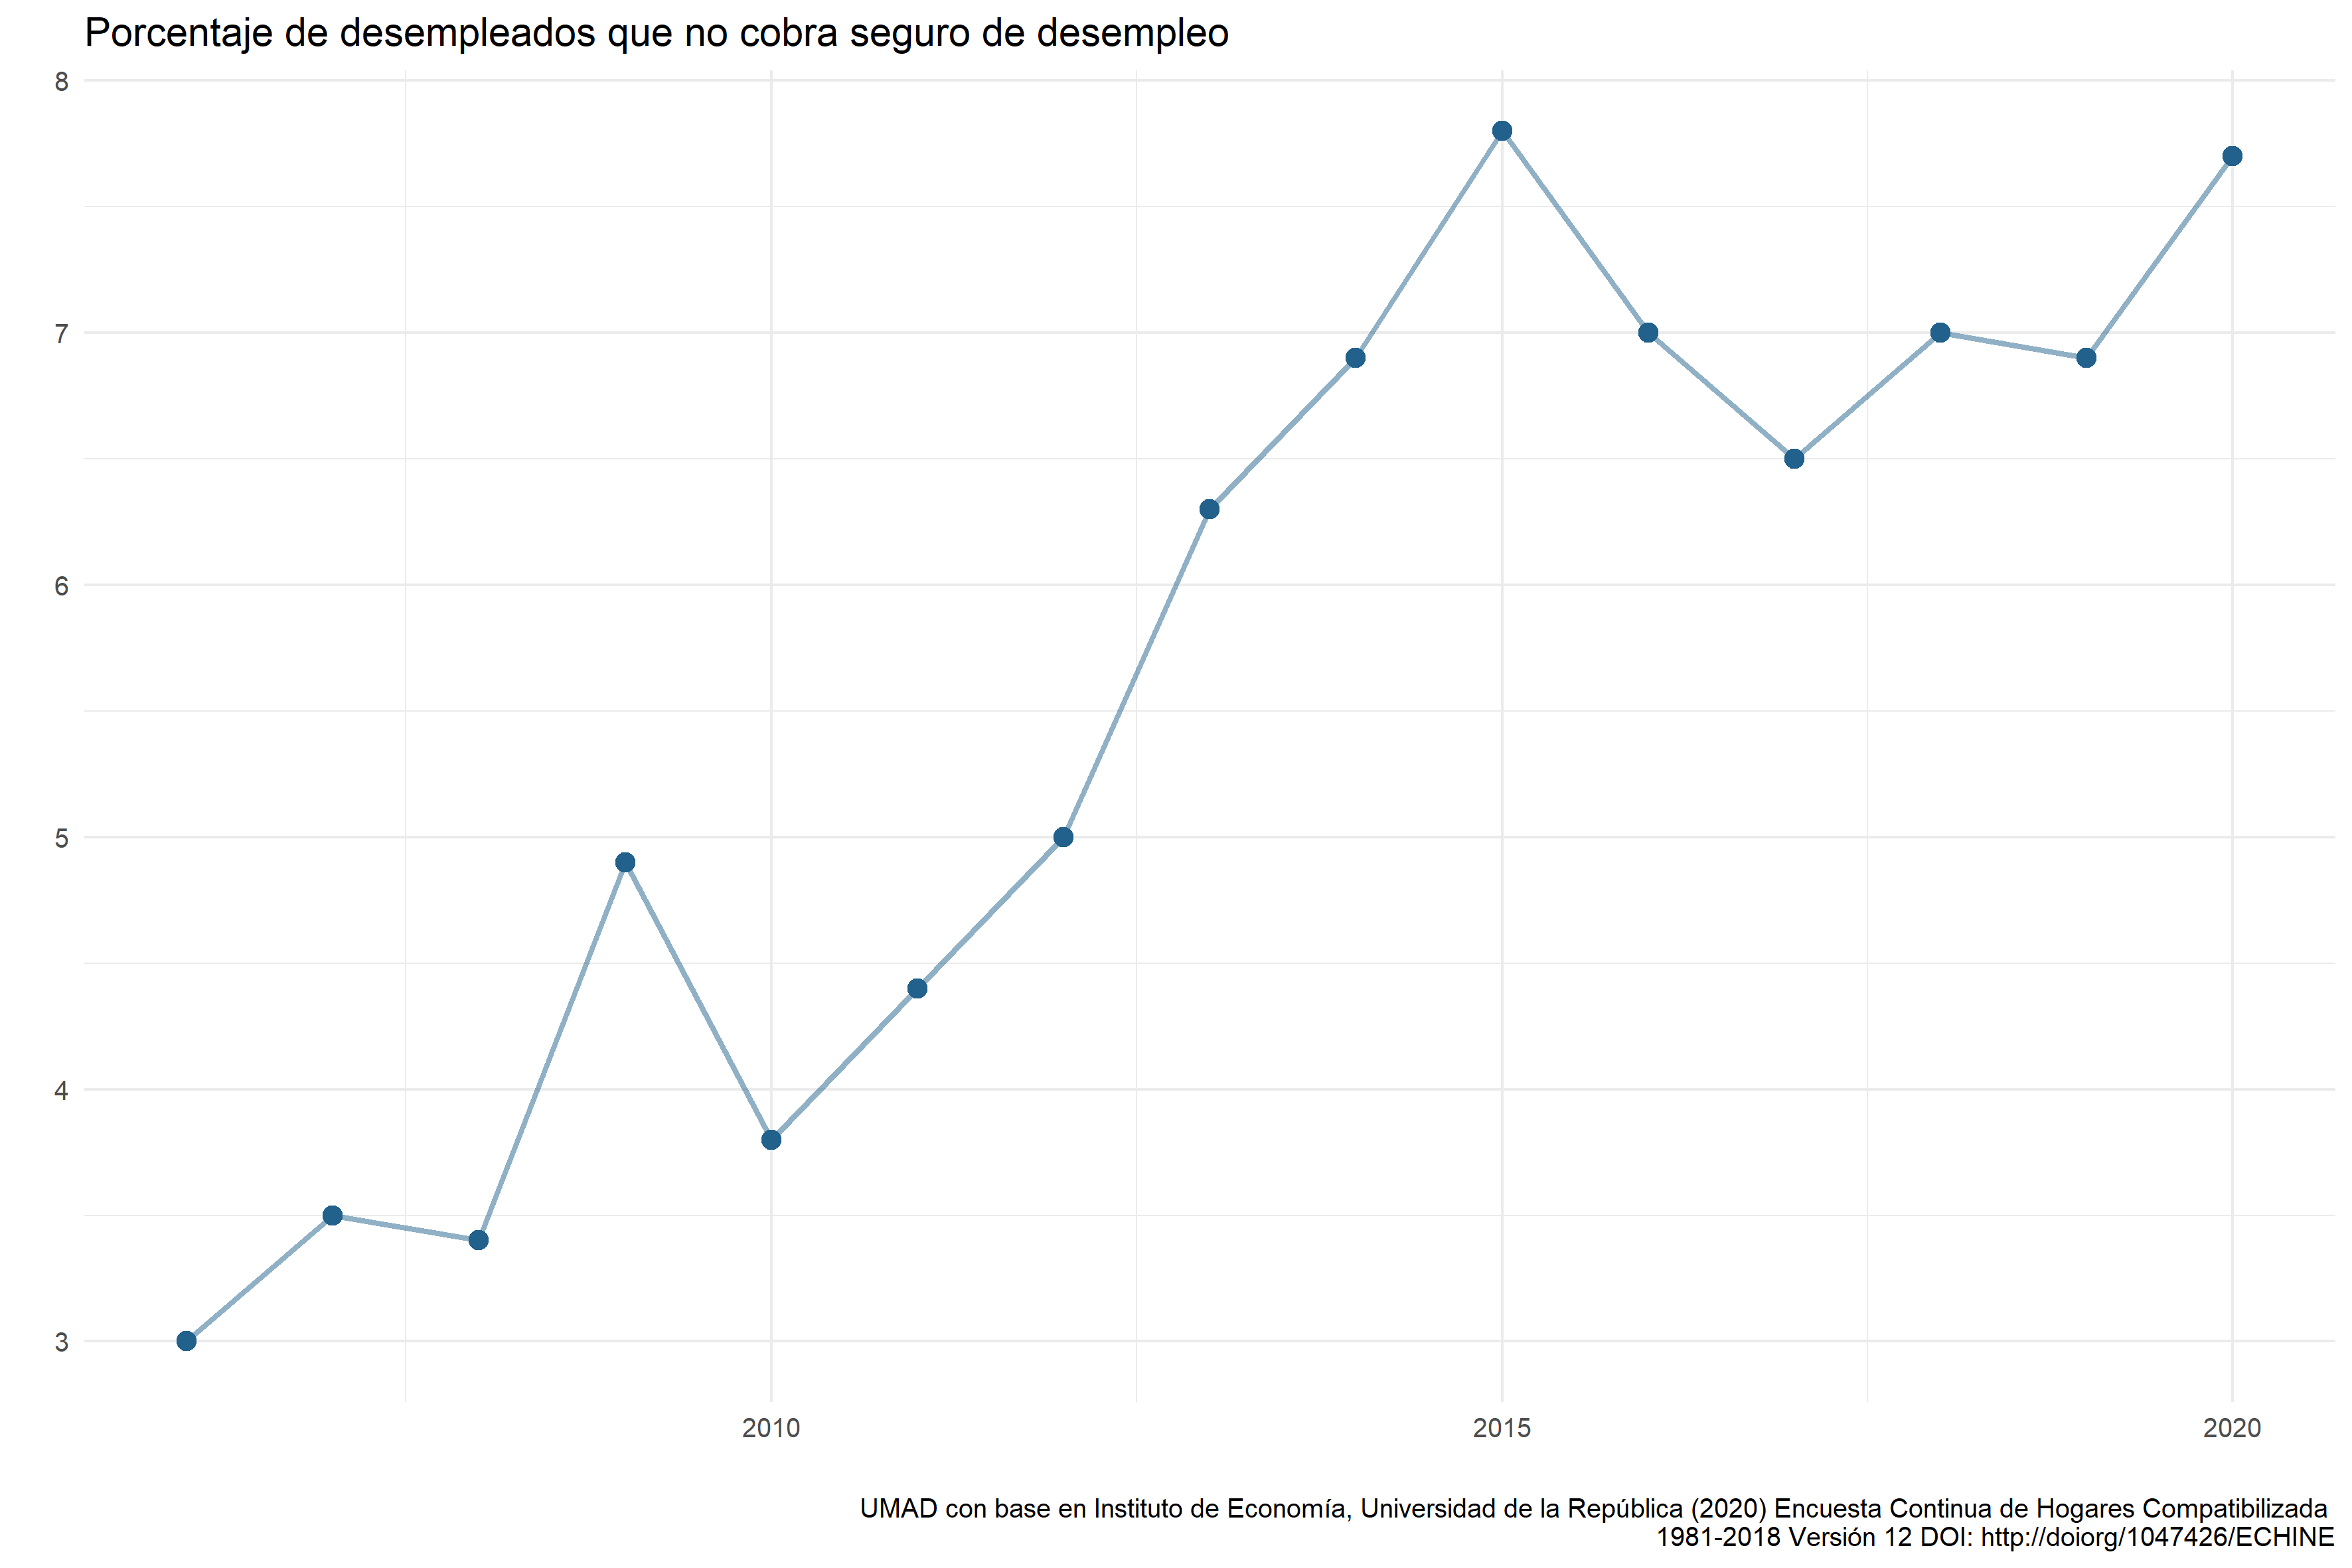 Porcentaje de desempleados que no cobra seguro de desempleo
8
7
6
5
4
3
2010 2015 2020
UMAD con base en Instituto de Economía, Universidad de la República (2020) Encuesta Continua de Hogares Compatibilizada
1981-2018 Versión 12 DOI: http://doiorg/1047426/ECHINE